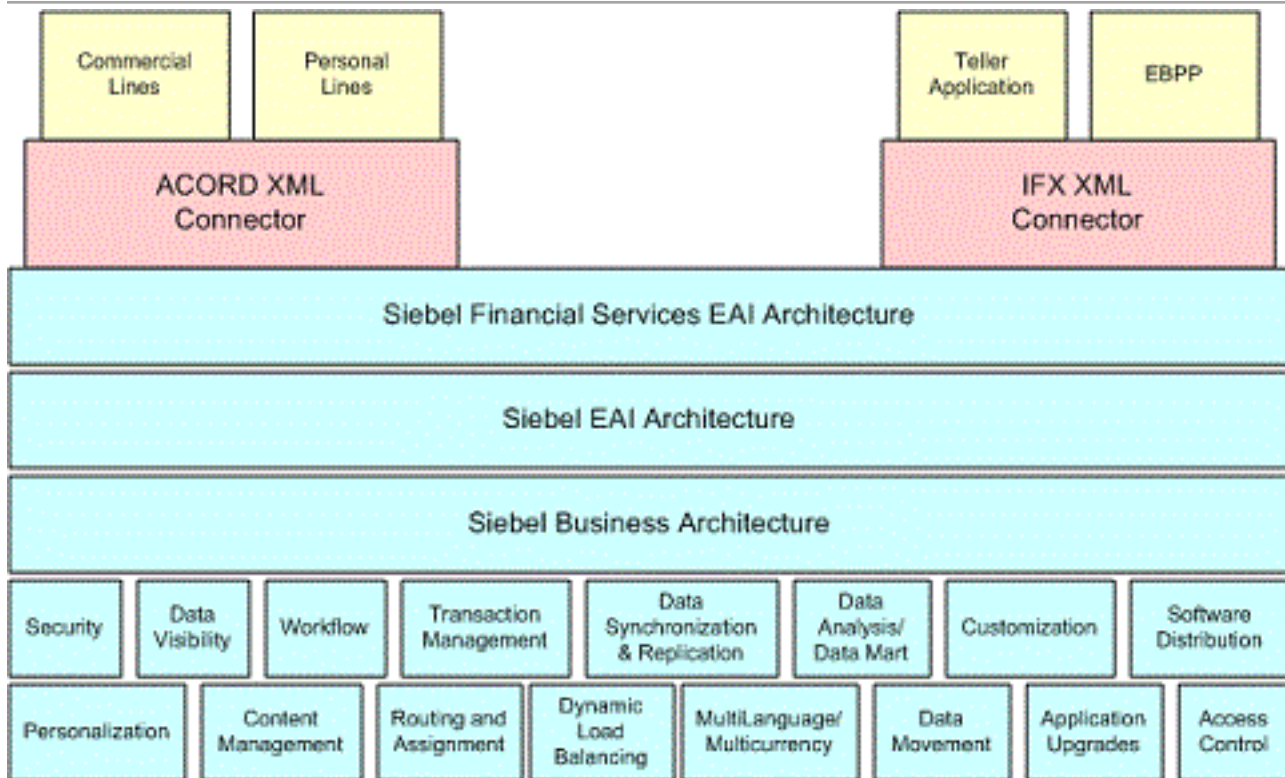 Commercial
Lines
Personal
Lines
Teller
Application
EBPP
ACORD XML
Connector
IFX XML
Connector
Siebel Financial Services EAI Architecture
Siebel EAI Architecture
Siebel Business Architecture
Security
Data
Visibility
Workflow
Transaction
Management
Data
Synchronization
& Replication
Data
Analysis/
Data Mart
Customization
Software
Distribution
Personalization
Content
Management
Routing and
Assignment
Dynamic
Load
Balancing
MultiLanguage/
Multicurrency
Data
Movement
Application
Upgrades
Access
Control